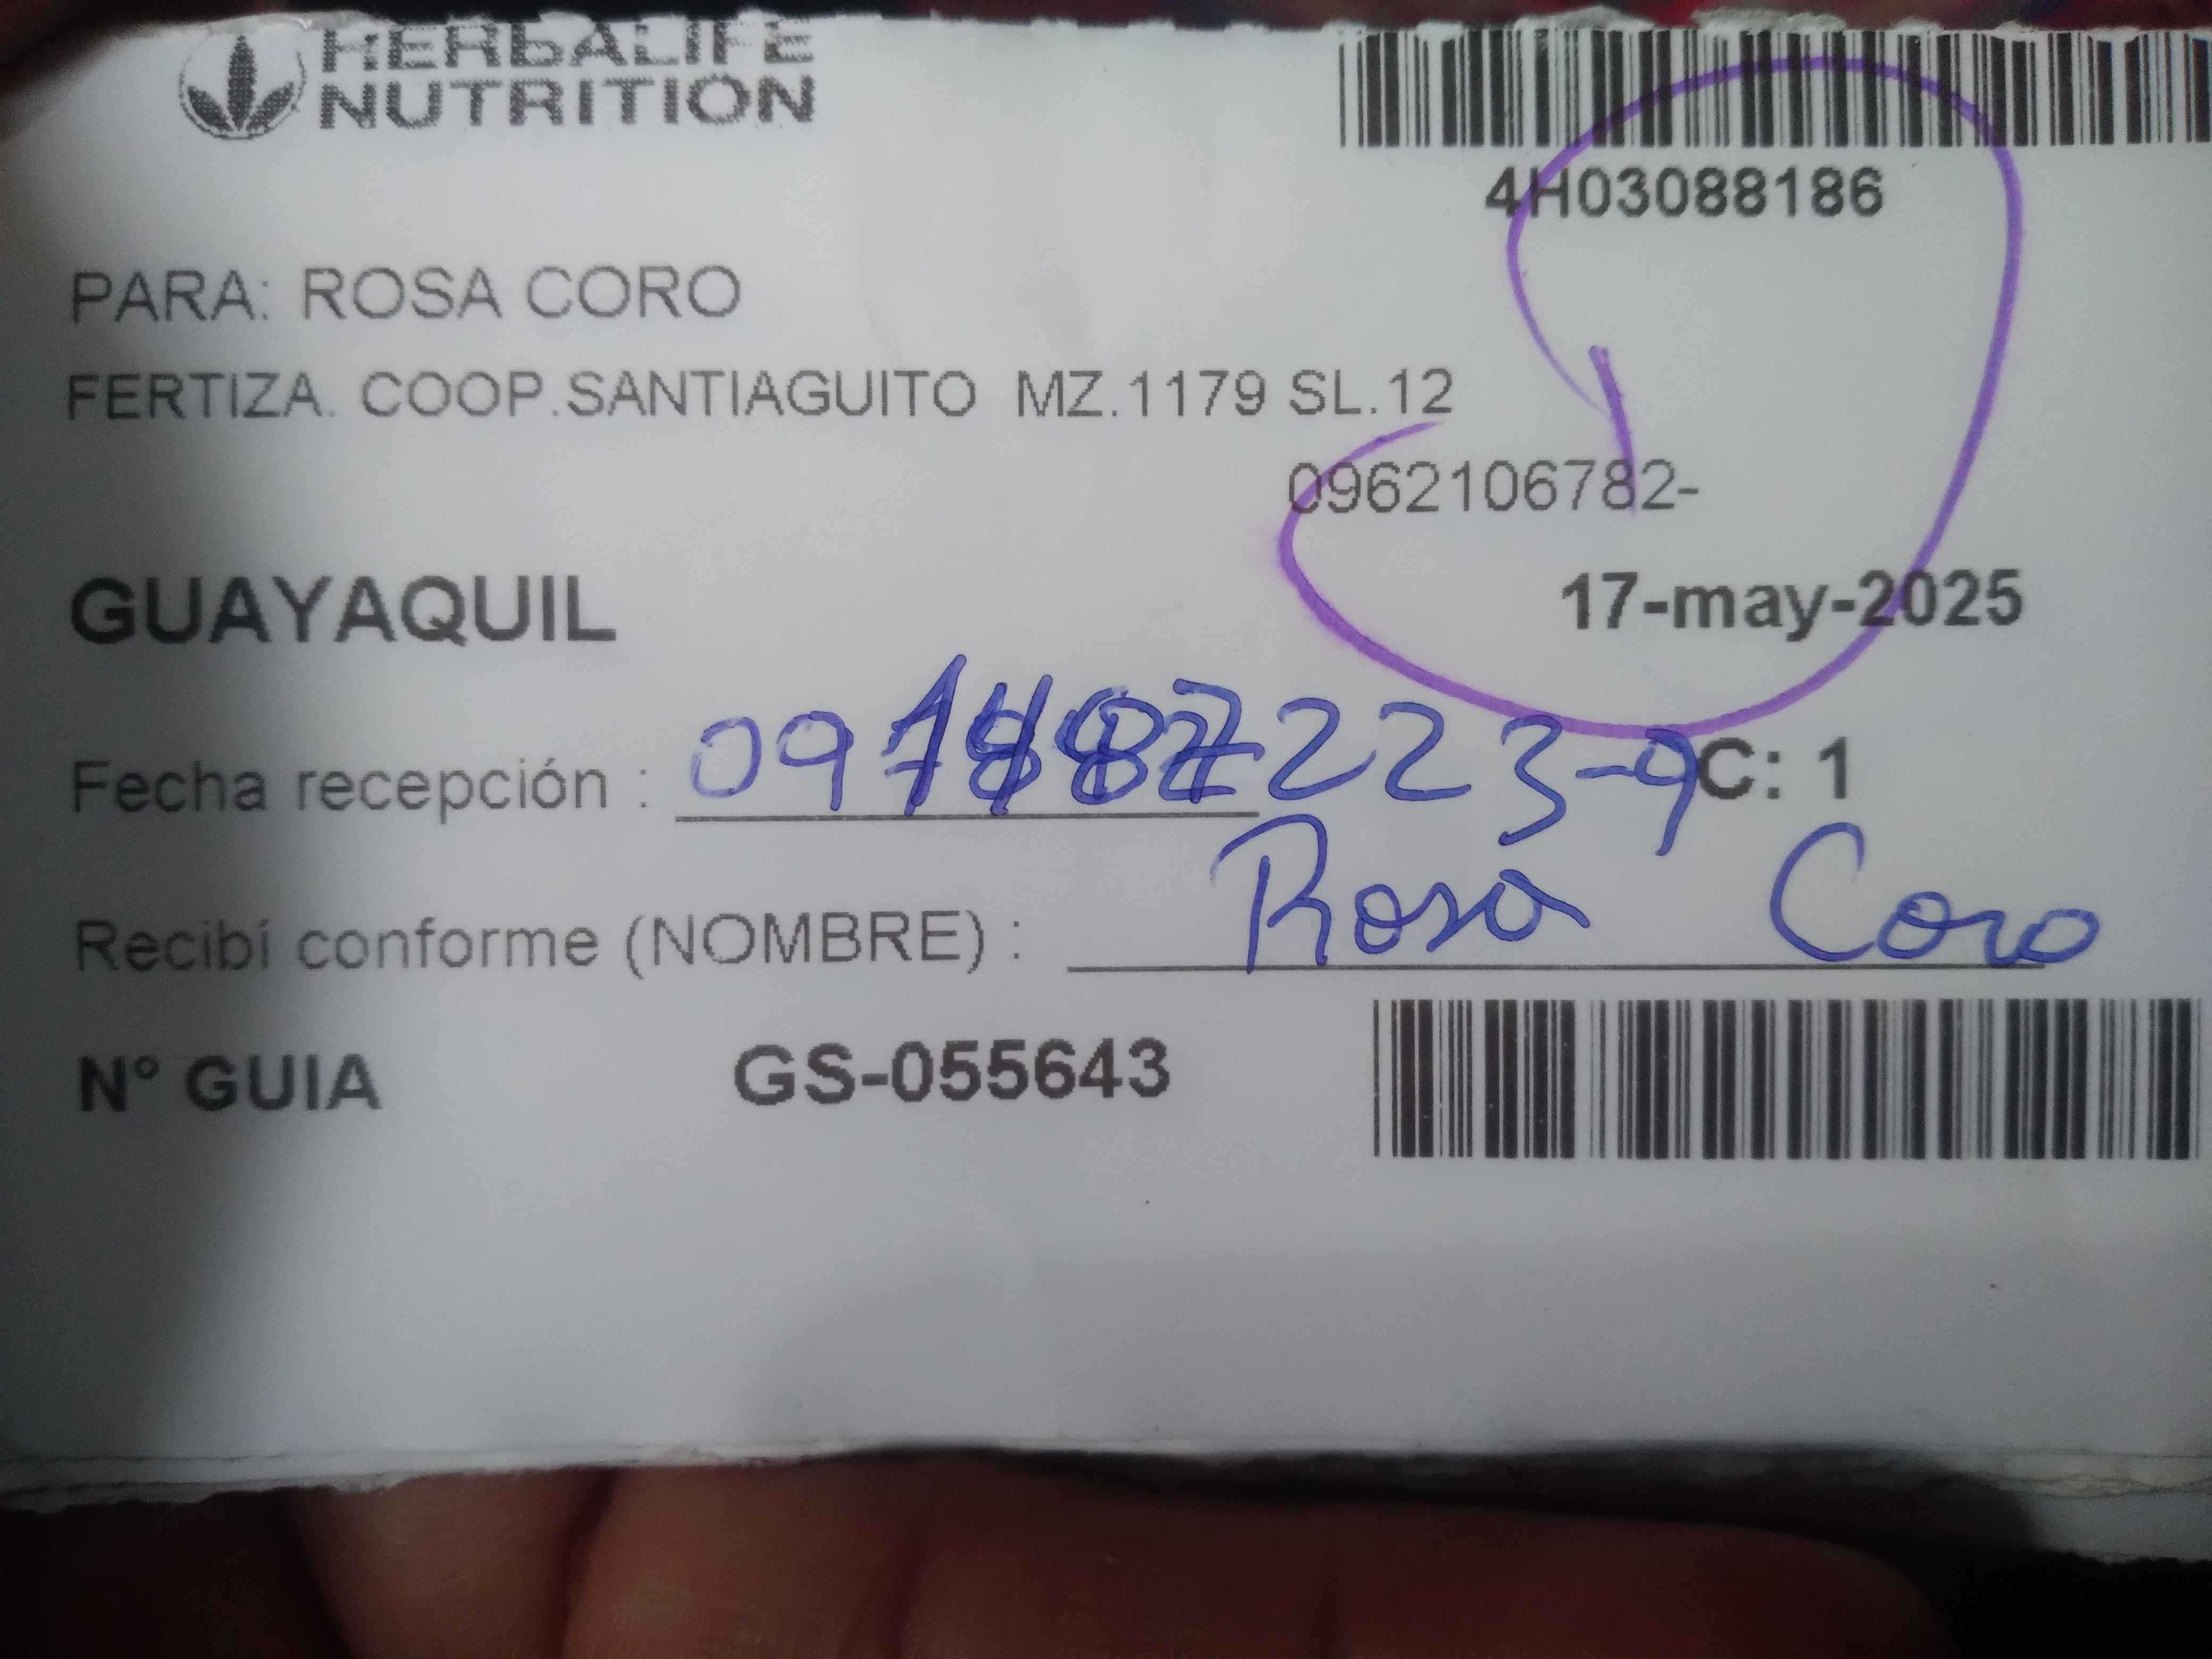 HERBALIFE
NUTRITION
4H03088186
PARA: ROSA CORO
FERTIZA. COOP.SANTIAGUITO MZ.1179 SL.12
0962106782-
GUAYAQUIL
17-may-2025
Fecha recepción :
C: 1
Recibí conforme (NOMBRE) : Rosa Coro
N° GUIA GS-055643